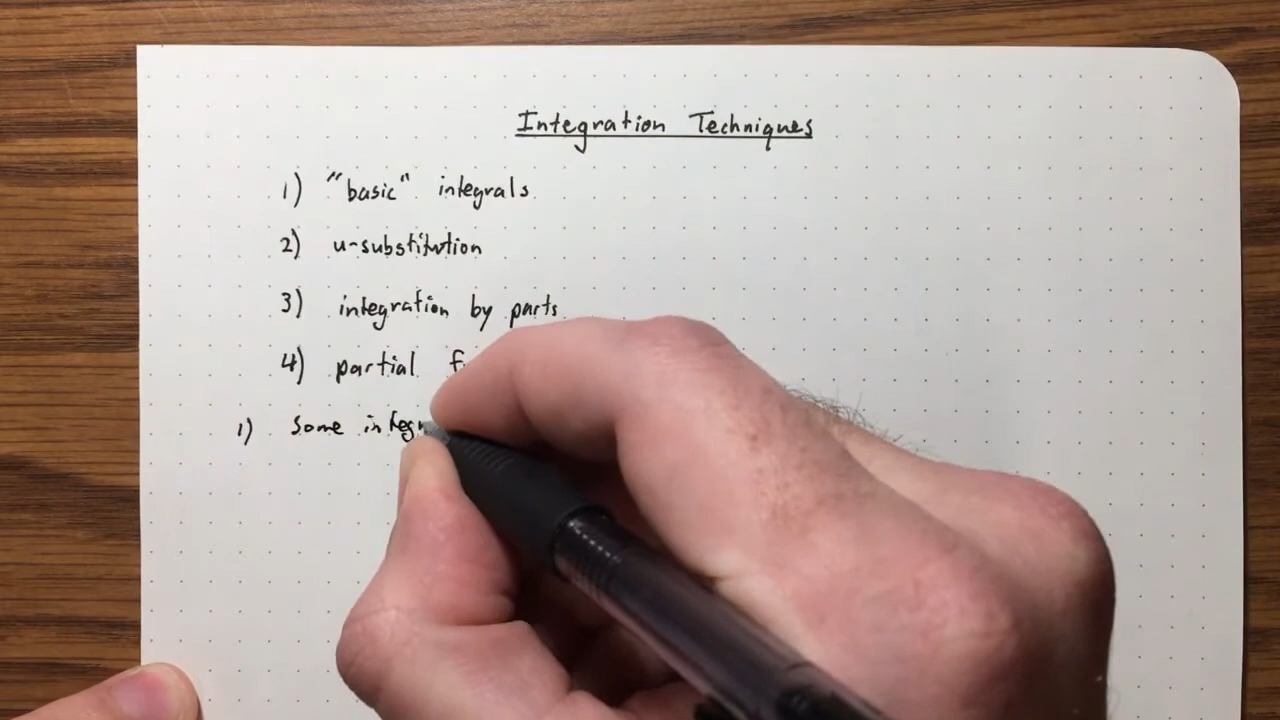 Integration Techniques
1) "basic" integrals
2) u-substitution
3) integration by parts
4) partial
1) Some